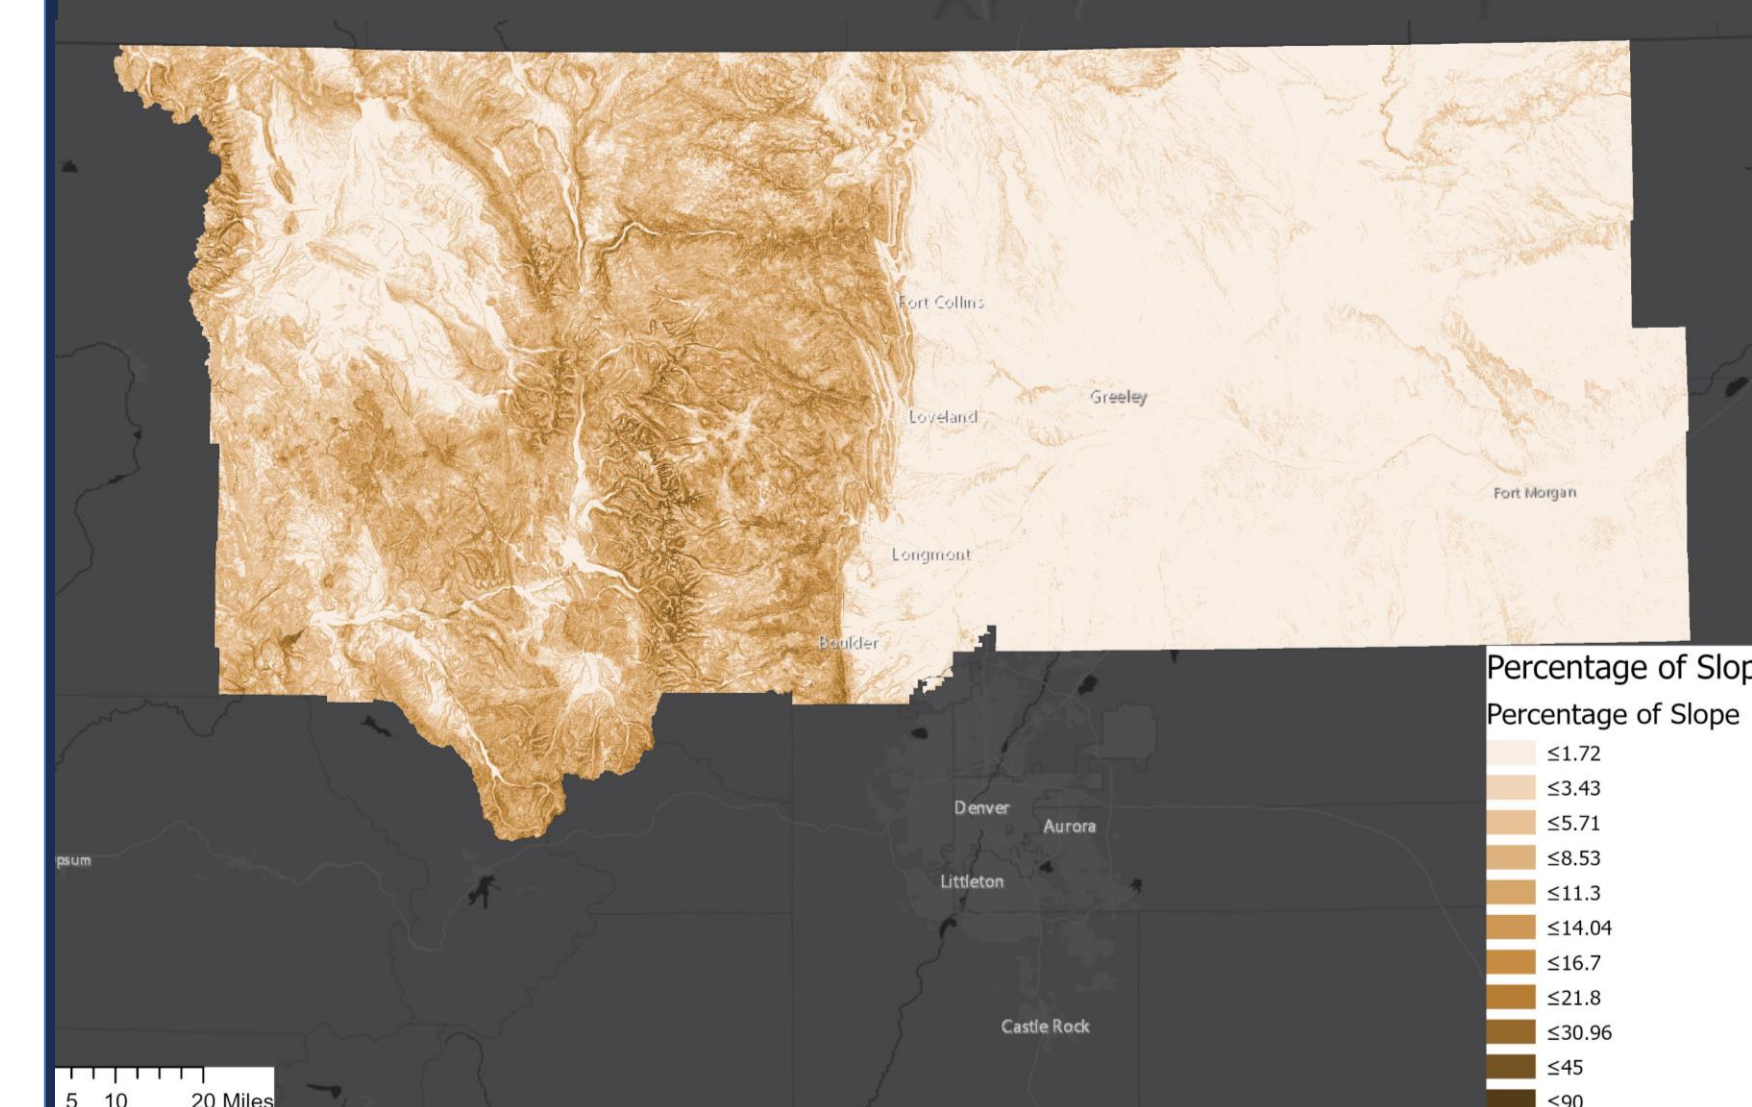 Fort Collins
Greeley
Loveland
Fort Morgan
Longmont
Boulder
Percentage of Slop
Percentage of Slope
≤1.72
≤3.43
≤5.71
≤8.53
≤11.3
≤14.04
≤16.7
≤21.8
≤30.96
≤45
≤90
Denver
Aurora
psum
Littleton
Castle Rock
5 10 20 Miles